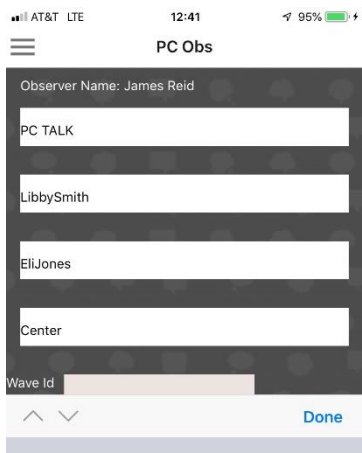 AT&T LTE 12:41 95%
PC Obs
Observer Name: James Reid
PC TALK
LibbySmith
EliJones
Center
Wave Id
Done